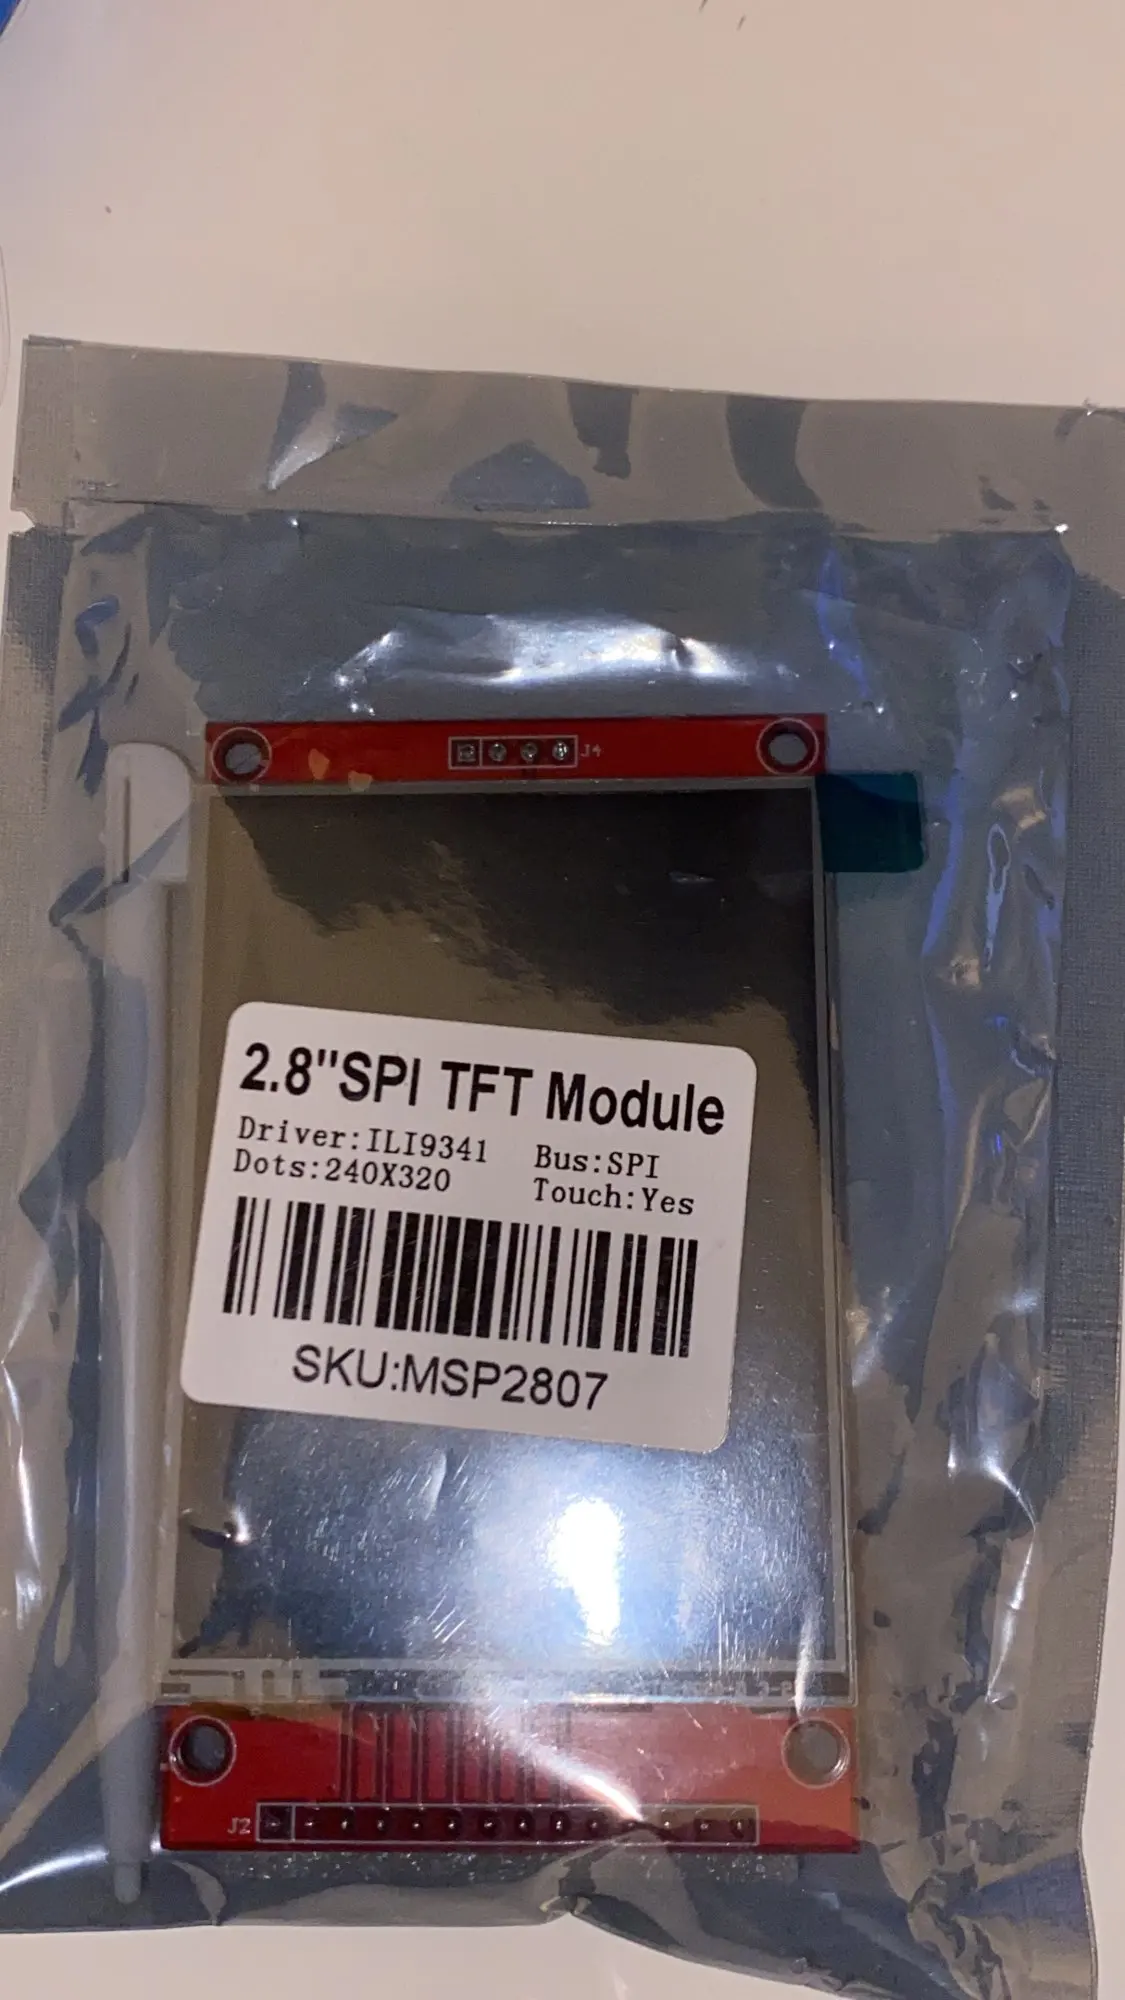 J4
2.8"SPI TFT Module
Driver:ILI9341 Bus:SPI
Dots:240X320 Touch:Yes
SKU:MSP2807
J2